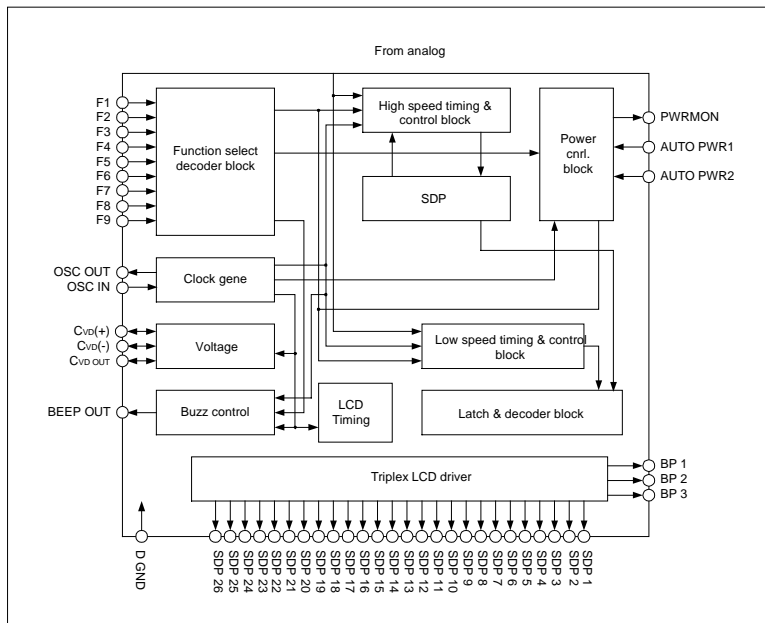 From analog
F1
F2
F3
F4
F5
F6
F7
F8
F9
Function select
decoder block
High speed timing &
control block
Power
cnrl.
block
PWRMON
AUTO PWR1
AUTO PWR2
SDP
OSC OUT
OSC IN
Clock gene
CVD(+)
CVD(-)
CVD OUT
Voltage
Low speed timing & control
block
BEEP OUT
Buzz control
LCD
Timing
Latch & decoder block
Triplex LCD driver
BP 1
BP 2
BP 3
D GND
SDP 26
SDP 25
SDP 24
SDP 23
SDP 22
SDP 21
SDP 20
SDP 19
SDP 18
SDP 17
SDP 16
SDP 15
SDP 14
SDP 13
SDP 12
SDP 11
SDP 10
SDP 9
SDP 8
SDP 7
SDP 6
SDP 5
SDP 4
SDP 3
SDP 2
SDP 1